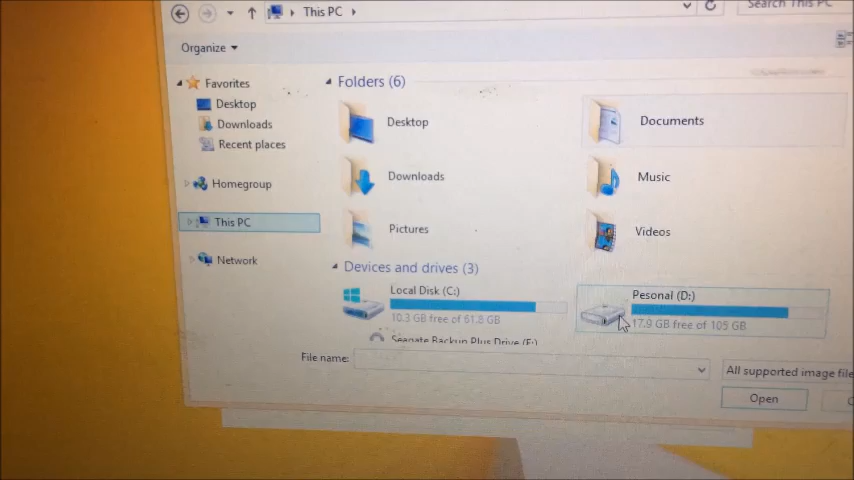 This PC
Search This PC
Organize
Favorites
Folders (6)
Desktop
Downloads
Recent places
Desktop
Documents
Homegroup
Downloads
Music
This PC
Pictures
Videos
Network
Devices and drives (3)
Local Disk (C:)
10.3 GB free of 61.8 GB
Pesonal (D:)
17.9 GB free of 105 GB
Seagate Backup Plus Drive (F:)
File name:
All supported image file
Open